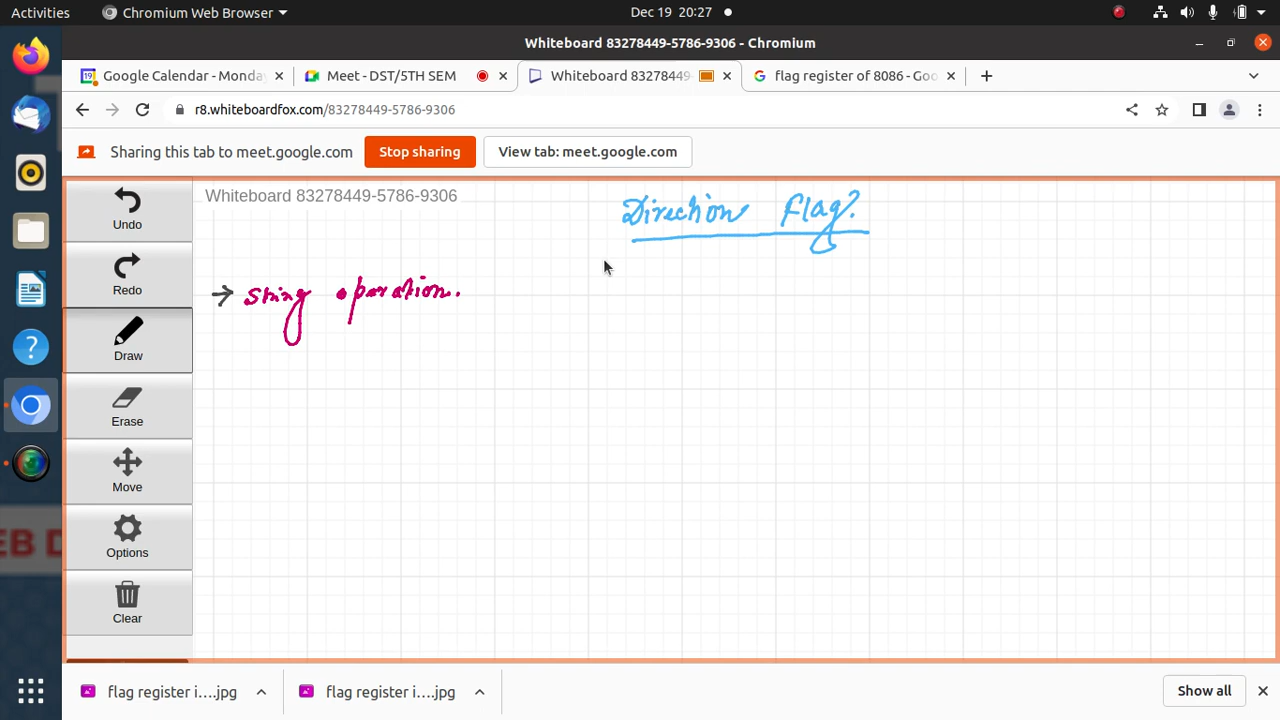 Activities Chromium Web Browser Dec 19 20:27
Whiteboard 83278449-5786-9306 - Chromium
Google Calendar - Monda Meet - DST/5TH SEM Whiteboard 83278449- flag register of 8086 - Goo
r8.whiteboardfox.com/83278449-5786-9306
Sharing this tab to meet.google.com Stop sharing View tab: meet.google.com
Whiteboard 83278449-5786-9306
Direction flag?
→ string operation.
Undo
Redo
Draw
Erase
Move
Options
Clear
EB D
flag register i....jpg flag register i....jpg Show all